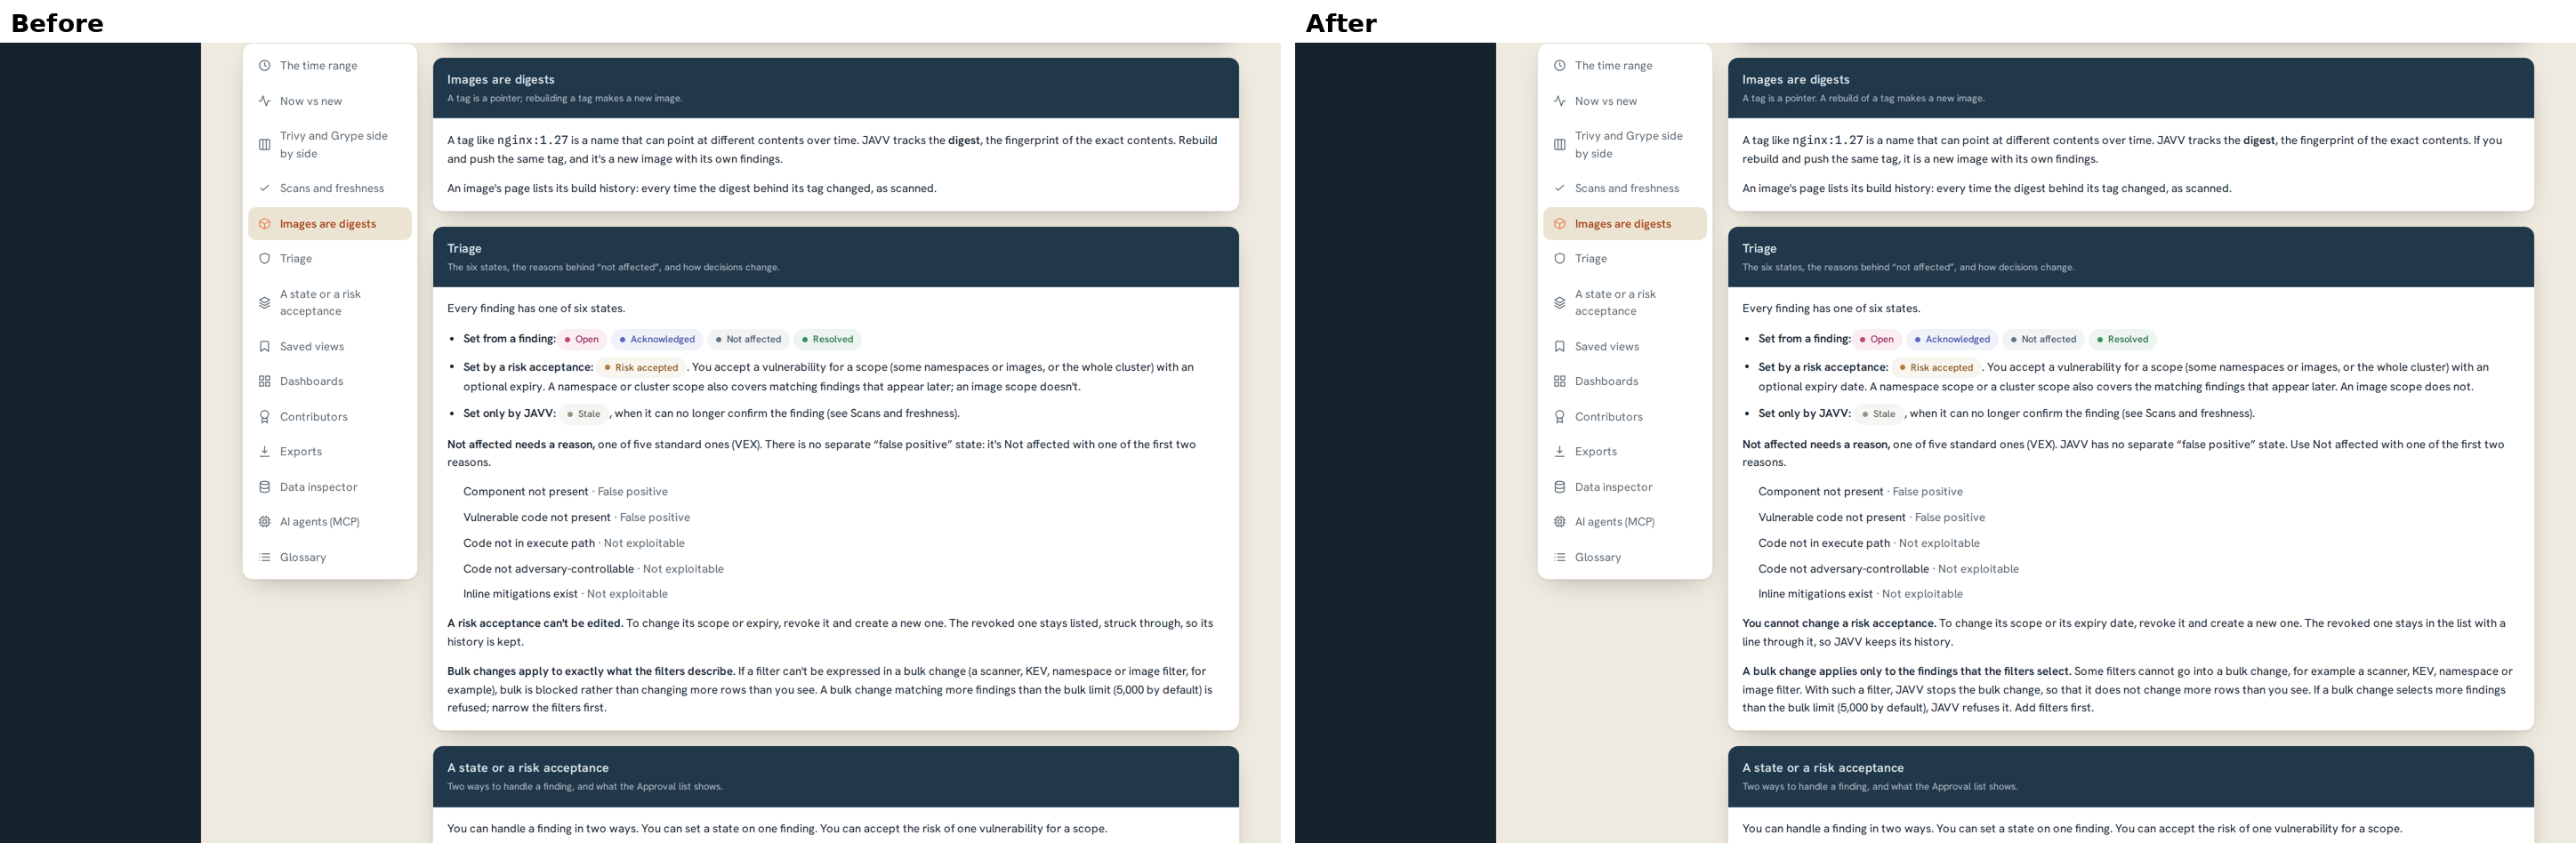 Before
The time range
Now vs new
Trivy and Grype side
by side
Scans and freshness
Images are digests
Triage
A state or a risk
acceptance
Saved views
Dashboards
Contributors
Exports
Data inspector
AI agents (MCP)
Glossary
Images are digests
A tag is a pointer; rebuilding a tag makes a new image.
A tag like nginx:1.27 is a name that can point at different contents over time. JAVV tracks the digest, the fingerprint of the exact contents. Rebuild
and push the same tag, and it's a new image with its own findings.
An image's page lists its build history: every time the digest behind its tag changed, as scanned.
Triage
The six states, the reasons behind “not affected”, and how decisions change.
Every finding has one of six states.
• Set from a finding: Open Acknowledged Not affected Resolved
• Set by a risk acceptance: Risk accepted . You accept a vulnerability for a scope (some namespaces or images, or the whole cluster) with an
optional expiry. A namespace or cluster scope also covers matching findings that appear later; an image scope doesn't.
• Set only by JAVV: Stale , when it can no longer confirm the finding (see Scans and freshness).
Not affected needs a reason, one of five standard ones (VEX). There is no separate “false positive” state: it's Not affected with one of the first two
reasons.
Component not present · False positive
Vulnerable code not present · False positive
Code not in execute path · Not exploitable
Code not adversary-controllable · Not exploitable
Inline mitigations exist · Not exploitable
A risk acceptance can't be edited. To change its scope or expiry, revoke it and create a new one. The revoked one stays listed, struck through, so its
history is kept.
Bulk changes apply to exactly what the filters describe. If a filter can't be expressed in a bulk change (a scanner, KEV, namespace or image filter, for
example), bulk is blocked rather than changing more rows than you see. A bulk change matching more findings than the bulk limit (5,000 by default) is
refused; narrow the filters first.
A state or a risk acceptance
Two ways to handle a finding, and what the Approval list shows.
You can handle a finding in two ways. You can set a state on one finding. You can accept the risk of one vulnerability for a scope.
After
The time range
Now vs new
Trivy and Grype side
by side
Scans and freshness
Images are digests
Triage
A state or a risk
acceptance
Saved views
Dashboards
Contributors
Exports
Data inspector
AI agents (MCP)
Glossary
Images are digests
A tag is a pointer. A rebuild of a tag makes a new image.
A tag like nginx:1.27 is a name that can point at different contents over time. JAVV tracks the digest, the fingerprint of the exact contents. If you
rebuild and push the same tag, it is a new image with its own findings.
An image's page lists its build history: every time the digest behind its tag changed, as scanned.
Triage
The six states, the reasons behind “not affected”, and how decisions change.
Every finding has one of six states.
• Set from a finding: Open Acknowledged Not affected Resolved
• Set by a risk acceptance: Risk accepted . You accept a vulnerability for a scope (some namespaces or images, or the whole cluster) with an
optional expiry date. A namespace scope or a cluster scope also covers the matching findings that appear later. An image scope does not.
• Set only by JAVV: Stale , when it can no longer confirm the finding (see Scans and freshness).
Not affected needs a reason, one of five standard ones (VEX). JAVV has no separate “false positive” state. Use Not affected with one of the first two
reasons.
Component not present · False positive
Vulnerable code not present · False positive
Code not in execute path · Not exploitable
Code not adversary-controllable · Not exploitable
Inline mitigations exist · Not exploitable
You cannot change a risk acceptance. To change its scope or its expiry date, revoke it and create a new one. The revoked one stays in the list with a
line through it, so JAVV keeps its history.
A bulk change applies only to the findings that the filters select. Some filters cannot go into a bulk change, for example a scanner, KEV, namespace or
image filter. With such a filter, JAVV stops the bulk change, so that it does not change more rows than you see. If a bulk change selects more findings
than the bulk limit (5,000 by default), JAVV refuses it. Add filters first.
A state or a risk acceptance
Two ways to handle a finding, and what the Approval list shows.
You can handle a finding in two ways. You can set a state on one finding. You can accept the risk of one vulnerability for a scope.